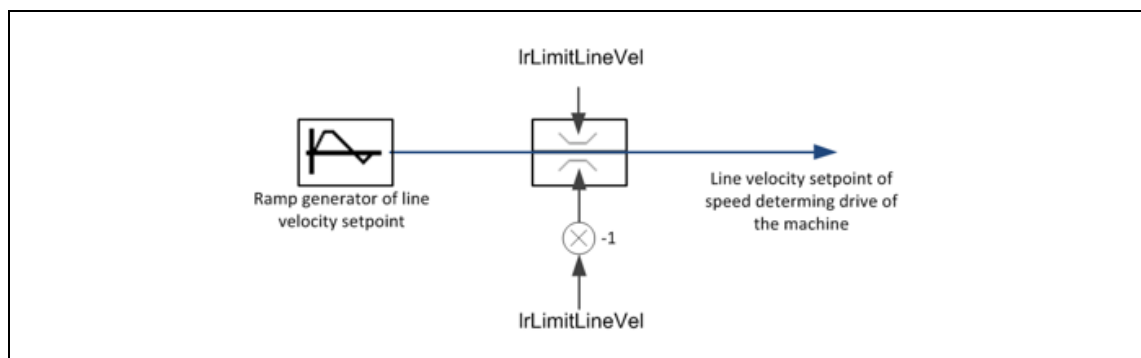 lrLimitLineVel
Ramp generator of line
velocity setpoint
Line velocity setpoint of
speed determing drive of
the machine
-1
lrLimitLineVel